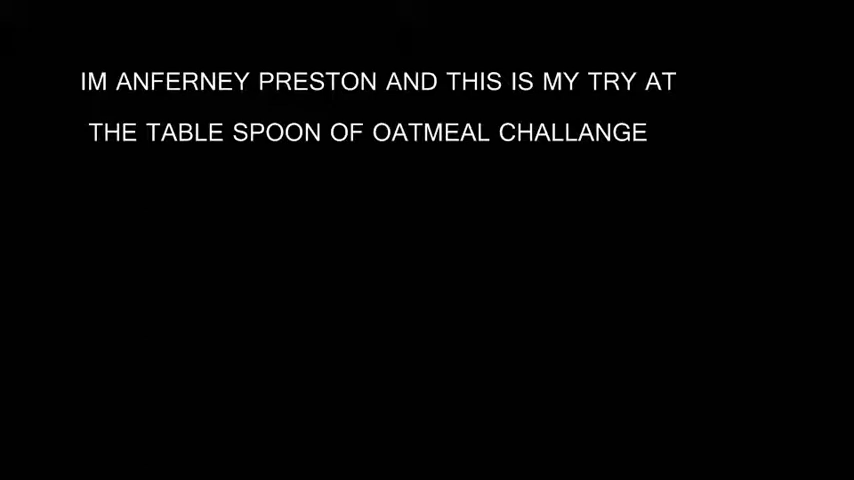 IM ANFERNEY PRESTON AND THIS IS MY TRY AT
THE TABLE SPOON OF OATMEAL CHALLANGE